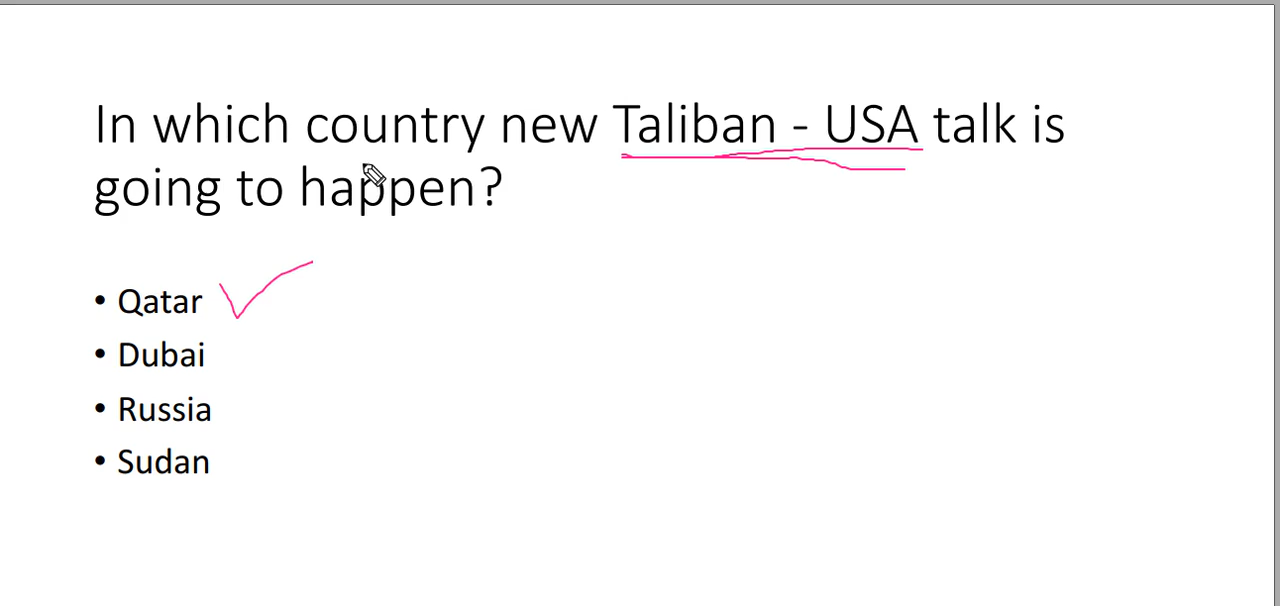 In which country new Taliban - USA talk is
going to happen?
• Qatar
• Dubai
• Russia
• Sudan